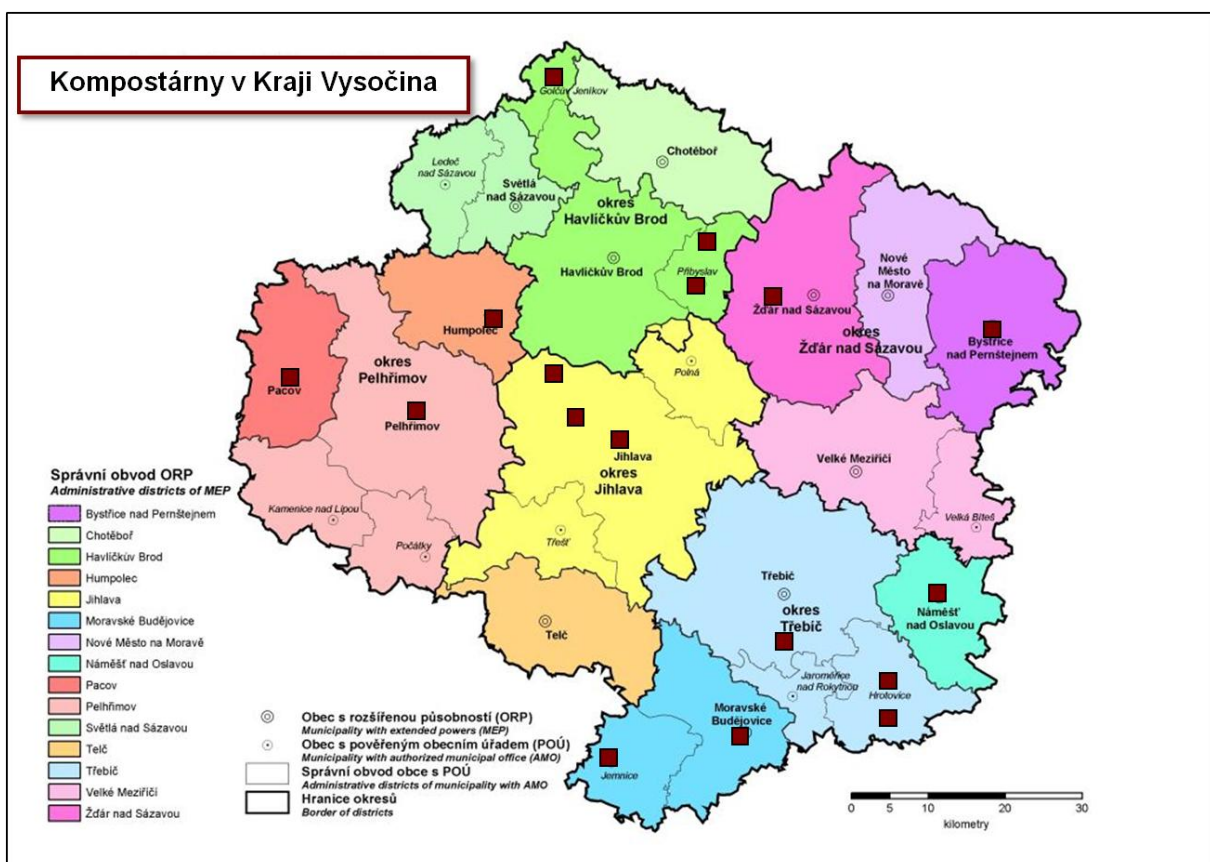 Kompostárny v Kraji Vysočina
Golčův Jeníkov
Chotěboř
Ledeč
nad Sázavou
Světlá
nad Sázavou
okres
Havlíčkův Brod
Havlíčkův Brod
Přibyslav
Nové
Město
na Moravě
Žďár nad Sázavou
okres
Žďár nad Sázavou
Bystřice
nad Pernštejnem
Humpolec
okres
Pelhřimov
Pacov
Pelhřimov
Polná
Jihlava
okres
Jihlava
Velké Meziříčí
Velká Bíteš
Kamenice nad Lipou
Počátky
Třešť
Telč
Třebíč
okres
Třebíč
Náměšť
nad Oslavou
Jaroměřice
nad Rokytnou
Hrotovice
Moravské
Budějovice
Jemnice
Správní obvod ORP
Administrative districts of MEP
Bystřice nad Pernštejnem
Chotěboř
Havlíčkův Brod
Humpolec
Jihlava
Moravské Budějovice
Nové Město na Moravě
Náměšť nad Oslavou
Pacov
Pelhřimov
Světlá nad Sázavou
Telč
Třebíč
Velké Meziříčí
Žďár nad Sázavou
Obec s rozšířenou působností (ORP)
Municipality with extended powers (MEP)
Obec s pověřeným obecním úřadem (POÚ)
Municipality with authorized municipal office (AMO)
Správní obvod obce s POÚ
Administrative districts of municipality with AMO
Hranice okresů
Border of districts
0 5 10 20 30
kilometry